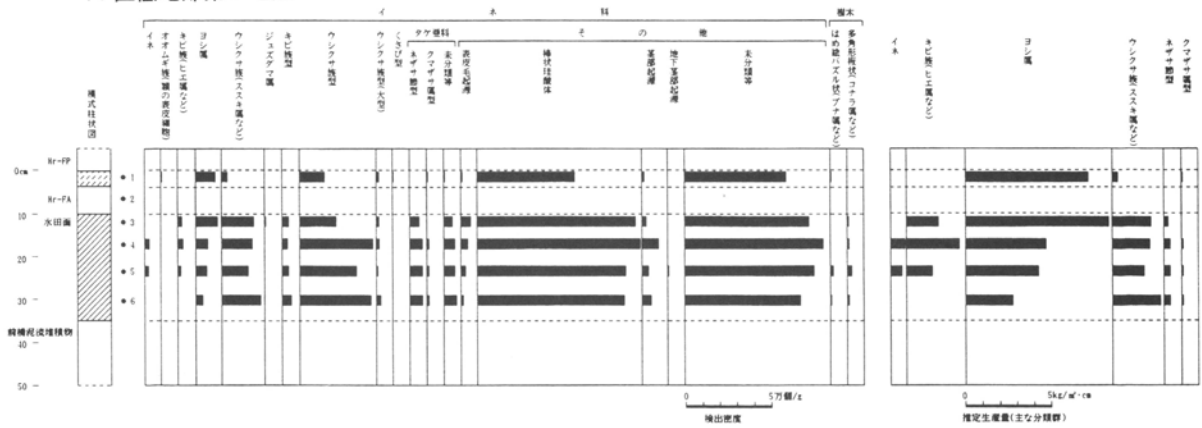 イネ科
樹木
タケ亜科
その他
模式柱状図
イネ
オオムギ族(穎の表皮細胞)
キビ族(ヒエ属など)
ヨシ属
ウシクサ族(ススキ属など)
ジュズダマ属
キビ族型
ウシクサ族型
ウシクサ族型(大型)
くさび型
ネザサ節型
クマザサ属型
未分類等
表皮毛起源
棒状珪酸体
茎部起源
地下茎部起源
未分類等
はめ絵パズル状(ブナ属など)
多角形板状(コナラ属など)
イネ
キビ族(ヒエ属など)
ヨシ属
ウシクサ族(ススキ属など)
ネザサ節型
クマザサ属型
Hr-FP
0cm
1
Hr-FA
2
10
水田面
3
4
20
5
30
6
前橋泥流堆積物
40
50
0 5万個/g
検出密度
0 5kg/㎡·cm
推定生産量(主な分類群)